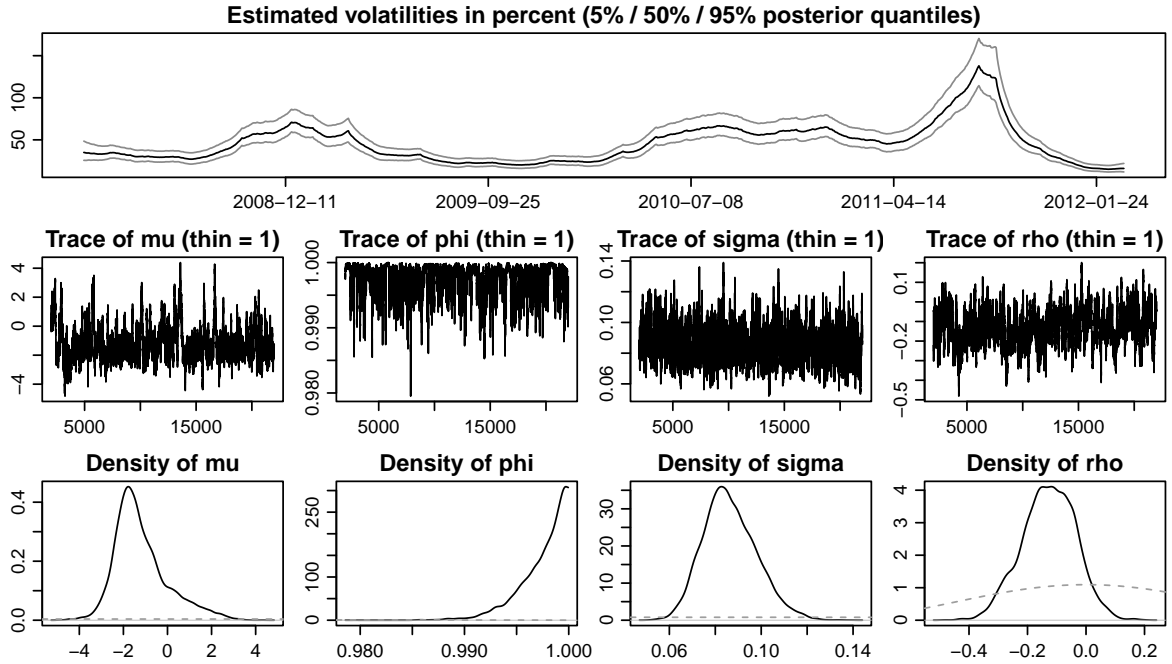 Estimated volatilities in percent (5% / 50% / 95% posterior quantiles)
50 100
2008−12−11 2009−09−25 2010−07−08 2011−04−14 2012−01−24
Trace of mu (thin = 1) Trace of phi (thin = 1) Trace of sigma (thin = 1) Trace of rho (thin = 1)
−4 0 2 4
0.980 0.990 1.000
0.06 0.10 0.14
−0.5 −0.2 0.1
5000 15000 5000 15000 5000 15000 5000 15000
Density of mu Density of phi Density of sigma Density of rho
0.0 0.2 0.4
0 100 250
0 10 20 30
0 1 2 3 4
−4 −2 0 2 4 0.980 0.990 1.000 0.06 0.10 0.14 −0.4 −0.2 0.0 0.2